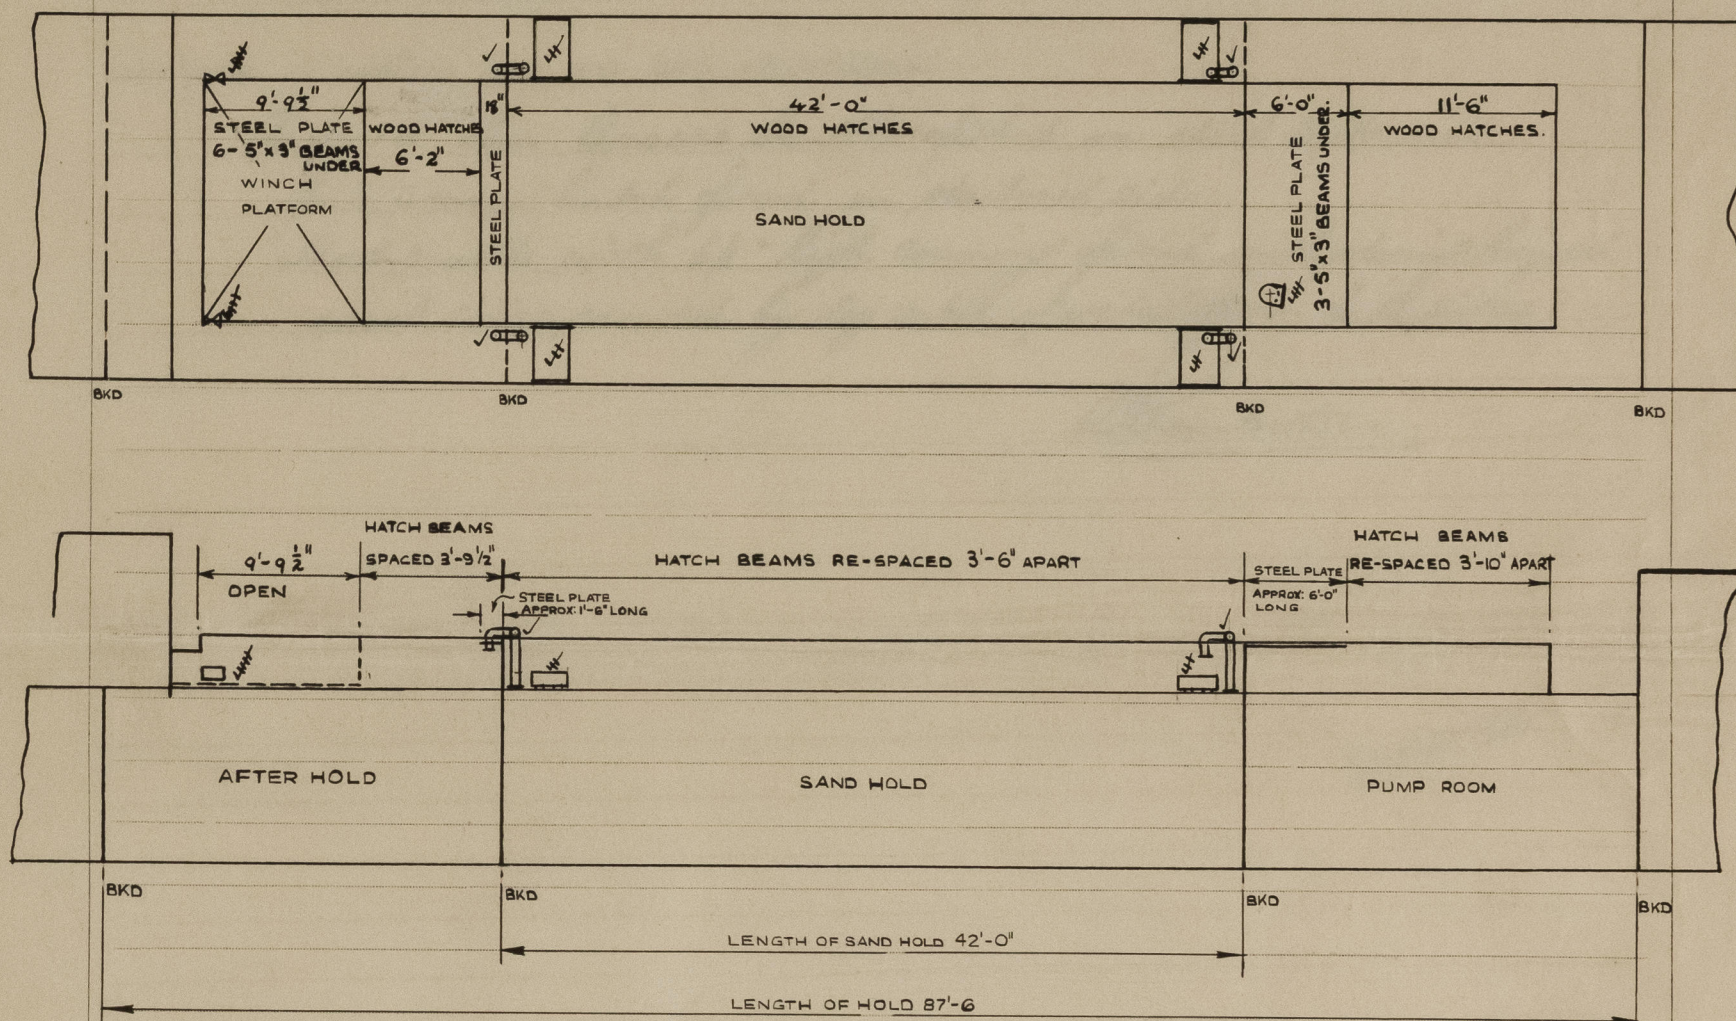 9'-9½"
18"
42'-0"
6'-0"
11'-6"
STEEL PLATE
WOOD HATCHES
WOOD HATCHES
WOOD HATCHES.
6-5"x3" BEAMS
UNDER
6'-2"
WINCH
PLATFORM
STEEL PLATE
SAND HOLD
STEEL PLATE
3-5"x3" BEAMS UNDER.
BKD
BKD
BKD
BKD
HATCH BEAMS
SPACED 3'-9½"
HATCH BEAMS RE-SPACED 3'-6" APART
HATCH BEAMS
RE-SPACED 3'-10" APART
9'-9½"
OPEN
STEEL PLATE
APPROX: 1'-6" LONG
STEEL PLATE
APPROX: 6'-0"
LONG
AFTER HOLD
SAND HOLD
PUMP ROOM
BKD
BKD
BKD
BKD
LENGTH OF SAND HOLD 42'-0"
LENGTH OF HOLD 87'-6